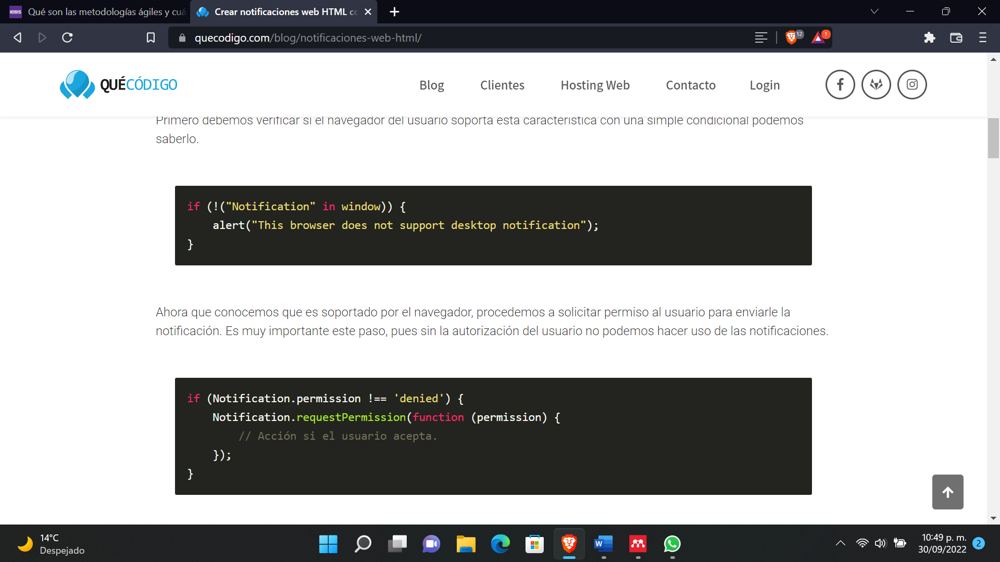 Qué son las metodologías ágiles y cuá
Crear notificaciones web HTML co
quecodigo.com/blog/notificaciones-web-html/
12
1
QUÉCÓDIGO
Blog
Clientes
Hosting Web
Contacto
Login
Primero debemos verificar si el navegador del usuario soporta esta característica con una simple condicional podemos
saberlo.
if (!("Notification" in window)) {
    alert("This browser does not support desktop notification");
}
Ahora que conocemos que es soportado por el navegador, procedemos a solicitar permiso al usuario para enviarle la
notificación. Es muy importante este paso, pues sin la autorización del usuario no podemos hacer uso de las notificaciones.
if (Notification.permission !== 'denied') {
    Notification.requestPermission(function (permission) {
        // Acción si el usuario acepta.
    });
}
14°C
Despejado
W
10:49 p. m.
30/09/2022
2